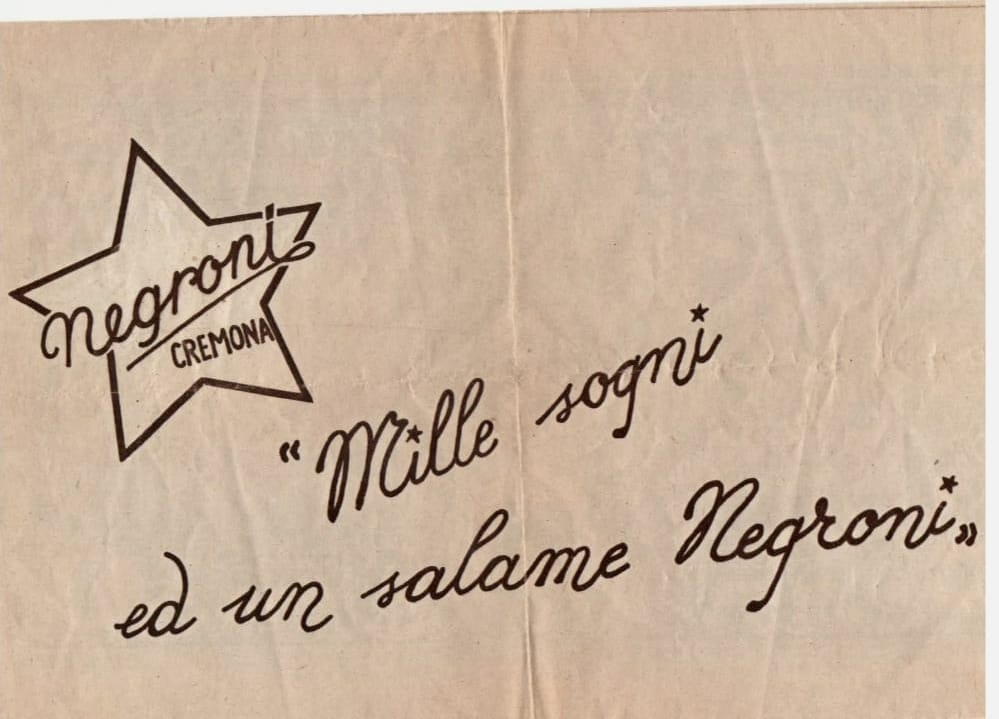 Negroni
CREMONA
“Mille sogni
ed un salame Negroni„